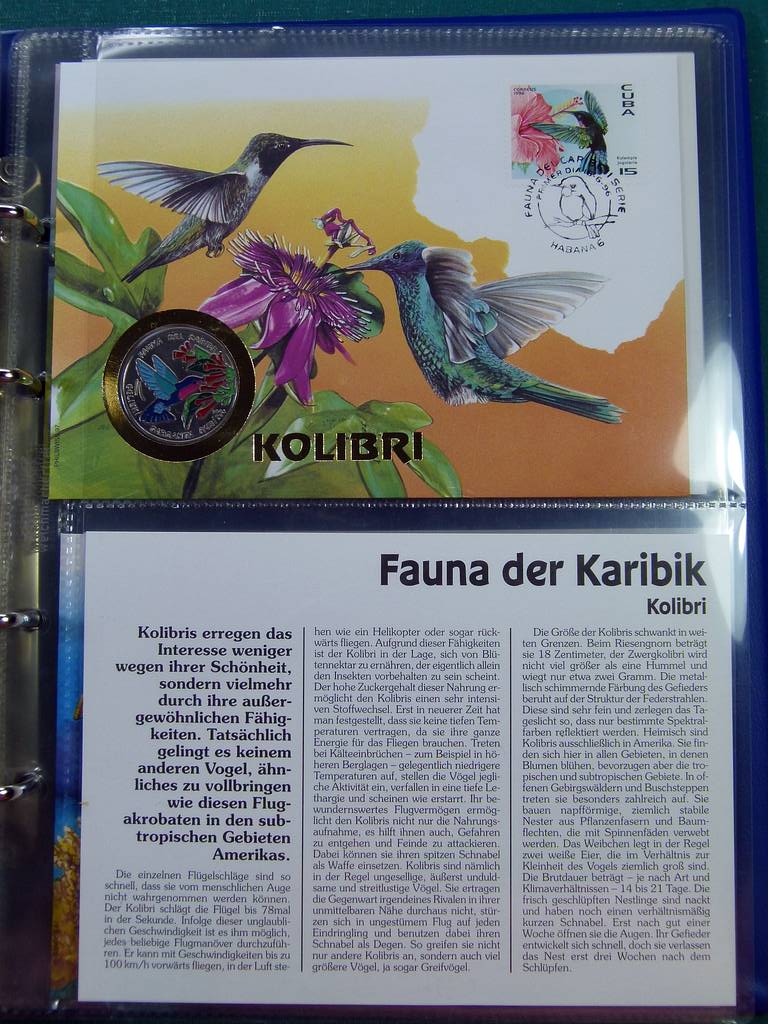 CORREOS
1996
CUBA
Kolampio
jugolaria
15
FAUNA DEL CARIBE I SERIE
PRIMER DIA
HABANA 6
FAUNA DEL CARIBE
KOLIBRI
Fauna der Karibik
Kolibri
Kolibris erregen das
Interesse weniger
wegen ihrer Schönheit,
sondern vielmehr
durch ihre außer-
gewöhnlichen Fähig-
keiten. Tatsächlich
gelingt es keinem
anderen Vogel, ähn-
liches zu vollbringen
wie diesen Flug-
akrobaten in den sub-
tropischen Gebieten
Amerikas.
Die einzelnen Flügelschläge sind so
schnell, dass sie vom menschlichen Auge
nicht wahrgenommen werden können.
Der Kolibri schlägt die Flügel bis 78mal
in der Sekunde. Infolge dieser unglaubli-
chen Geschwindigkeit ist es ihm möglich,
jedes beliebige Flugmanöver durchzufüh-
ren. Er kann mit Geschwindigkeiten bis zu
100 km/h vorwärts fliegen, in der Luft ste-
hen wie ein Helikopter oder sogar rück-
wärts fliegen. Aufgrund dieser Fähigkeiten
ist der Kolibri in der Lage, sich von Blü-
tennektar zu ernähren, der eigentlich allein
den Insekten vorbehalten zu sein scheint.
Der hohe Zuckergehalt dieser Nahrung er-
möglicht den Kolibris einen sehr intensi-
ven Stoffwechsel. Erst in neuerer Zeit hat
man festgestellt, dass sie keine tiefen Tem-
peraturen vertragen, da sie ihre ganze
Energie für das Fliegen brauchen. Treten
bei Kälteeinbrüchen – zum Beispiel in hö-
heren Berglagen – gelegentlich niedrigere
Temperaturen auf, stellen die Vögel jegli-
che Aktivität ein, verfallen in eine tiefe Le-
thargie und scheinen wie erstarrt. Ihr be-
wundernswertes Flugvermögen ermög-
licht den Kolibris nicht nur die Nahrungs-
aufnahme, es hilft ihnen auch, Gefahren
zu entgehen und Feinde zu attackieren.
Dabei können sie ihren spitzen Schnabel
als Waffe einsetzen. Kolibris sind nämlich
in der Regel ungesellige, äußerst unduld-
same und streitlustige Vögel. Sie ertragen
die Gegenwart irgendeines Rivalen in ihrer
unmittelbaren Nähe durchaus nicht, stür-
zen sich in ungestümem Flug auf jeden
Eindringling und benutzen dabei ihren
Schnabel als Degen. So greifen sie nicht
nur andere Kolibris an, sondern auch viel
größere Vögel, ja sogar Greifvögel.
Die Größe der Kolibris schwankt in wei-
ten Grenzen. Beim Riesengnom beträgt
sie 18 Zentimeter, der Zwergkolibri wird
nicht viel größer als eine Hummel und
wiegt nur etwa zwei Gramm. Die metal-
lisch schimmernde Färbung des Gefieders
beruht auf der Struktur der Federstrahlen.
Diese sind sehr fein und zerlegen das Ta-
geslicht so, dass nur bestimmte Spektral-
farben reflektiert werden. Heimisch sind
Kolibris ausschließlich in Amerika. Sie fin-
den sich hier in allen Gebieten, in denen
Blumen blühen, bevorzugen aber die tro-
pischen und subtropischen Gebiete. In of-
fenen Gebirgswäldern und Buschsteppen
treten sie besonders zahlreich auf. Sie
bauen napfförmige, ziemlich stabile
Nester aus Pflanzenfasern und Baum-
flechten, die mit Spinnenfäden verwebt
werden. Das Weibchen legt in der Regel
zwei weiße Eier, die im Verhältnis zur
Kleinheit des Vogels ziemlich groß sind.
Die Brutdauer beträgt – je nach Art und
Klimaverhältnissen – 14 bis 21 Tage. Die
frisch geschlüpften Nestlinge sind nackt
und haben noch einen verhältnismäßig
kurzen Schnabel. Erst nach gut einer
Woche öffnen sie die Augen. Ihr Gefieder
entwickelt sich schnell, doch sie verlassen
das Nest erst drei Wochen nach dem
Schlüpfen.